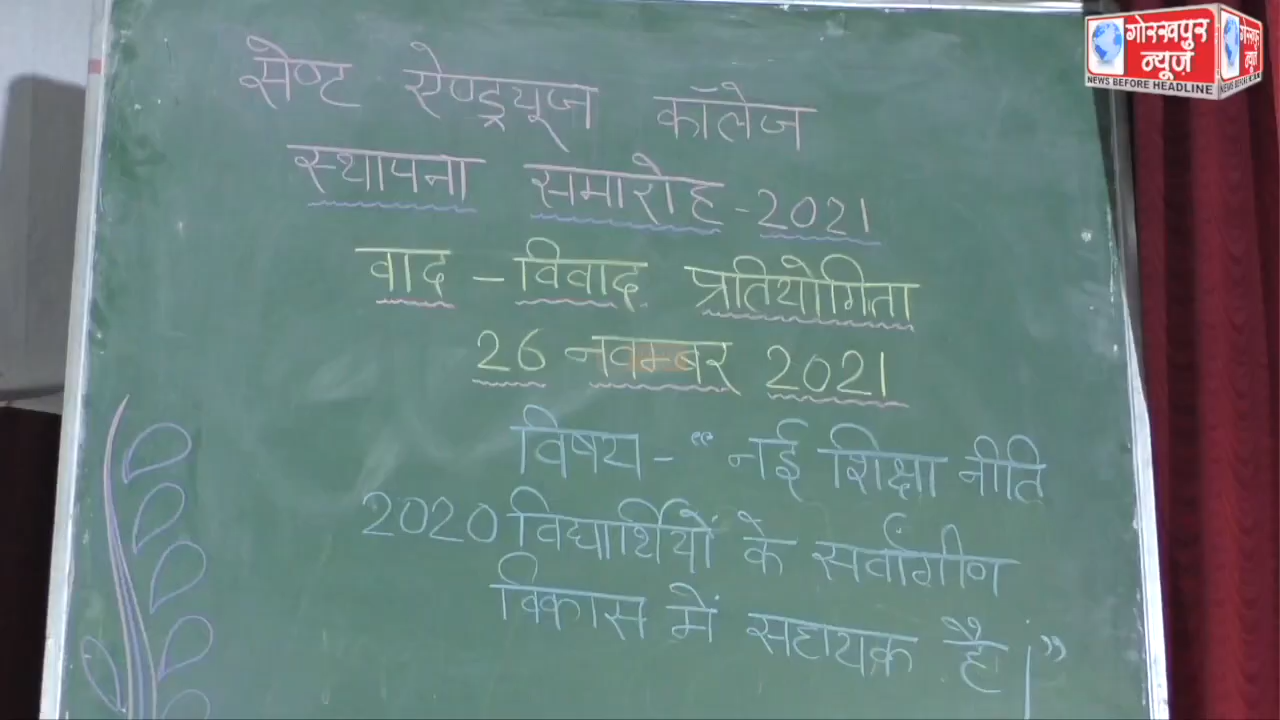 सेण्ट ऐण्ड्रयूज कॉलेज
स्थापना समारोह-2021
वाद - विवाद प्रतियोगिता
26 नवम्बर 2021
विषय - " नई शिक्षा नीति
2020 विद्यार्थियों के सर्वांगीण
विकास में सहायक है।"
गोरखपुर
न्यूज़
NEWS BEFORE HEADLINE